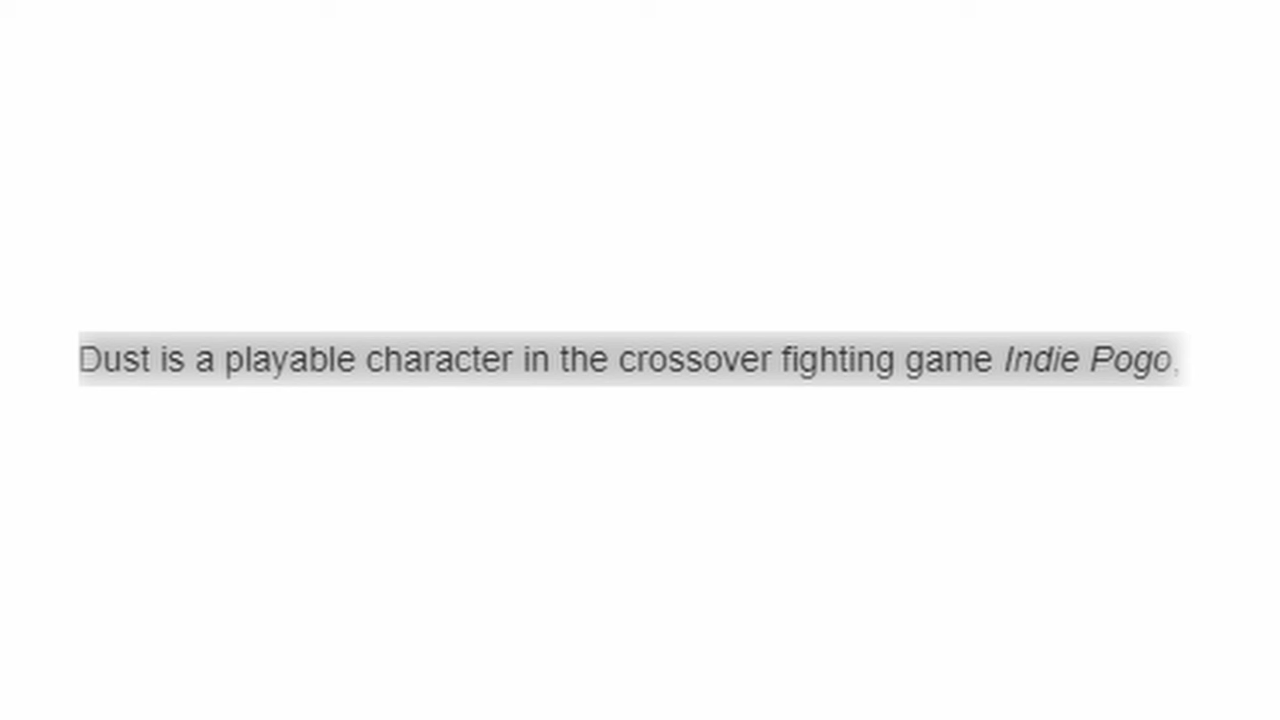 Dust is a playable character in the crossover fighting game Indie Pogo,